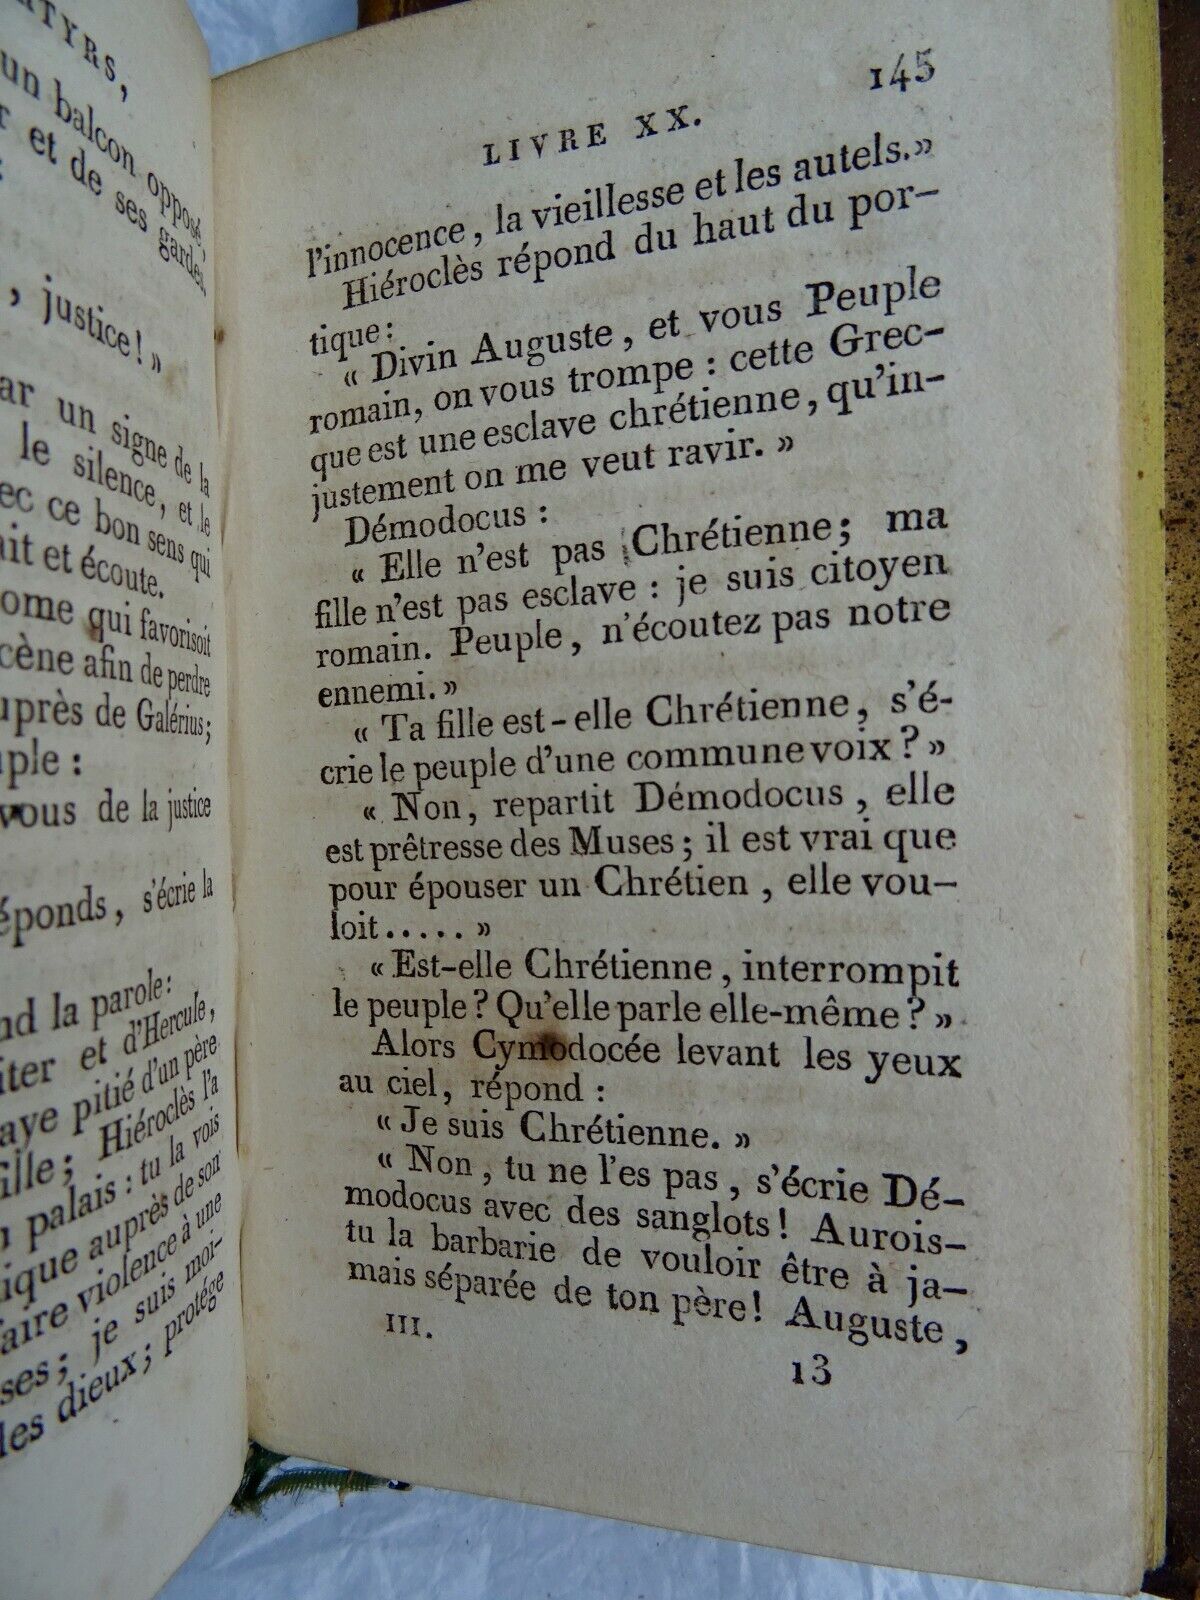 RTYRS,
un balcon opposé,
r et de ses gardes.
, justice! »
ar un signe de la
le silence, et le
ec ce bon sens qui
ait et écoute.
ome qui favorisoit
cène afin de perdre
uprès de Galérius;
uple :
vous de la justice
éponds, s'écrie la
nd la parole:
iter et d'Hercule,
aye pitié d'un père
ille; Hiéroclès l'a
n palais : tu la vois
ique auprès de son
faire violence à une
ses; je suis moi-
les dieux; protége
145
LIVRE XX.
l'innocence, la vieillesse et les autels.»
Hiéroclès répond du haut du por-
tique:
« Divin Auguste, et vous Peuple
romain, on vous trompe : cette Grec-
que est une esclave chrétienne, qu'in-
justement on me veut ravir. »
Démodocus :
« Elle n'est pas Chrétienne; ma
fille n'est pas esclave : je suis citoyen
romain. Peuple, n'écoutez pas notre
ennemi.»
« Ta fille est-elle Chrétienne, s'é-
crie le peuple d'une commune voix ? »
« Non, repartit Démodocus, elle
est prêtresse des Muses; il est vrai que
pour épouser un Chrétien, elle vou-
loit..... »
«Est-elle Chrétienne, interrompit
le peuple? Qu'elle parle elle-même? »
Alors Cymodocée levant les yeux
au ciel, répond :
« Je suis Chrétienne. »
« Non, tu ne l'es pas, s'écrie Dé-
modocus avec des sanglots! Aurois-
tu la barbarie de vouloir être à ja-
mais séparée de ton père! Auguste,
III.
13